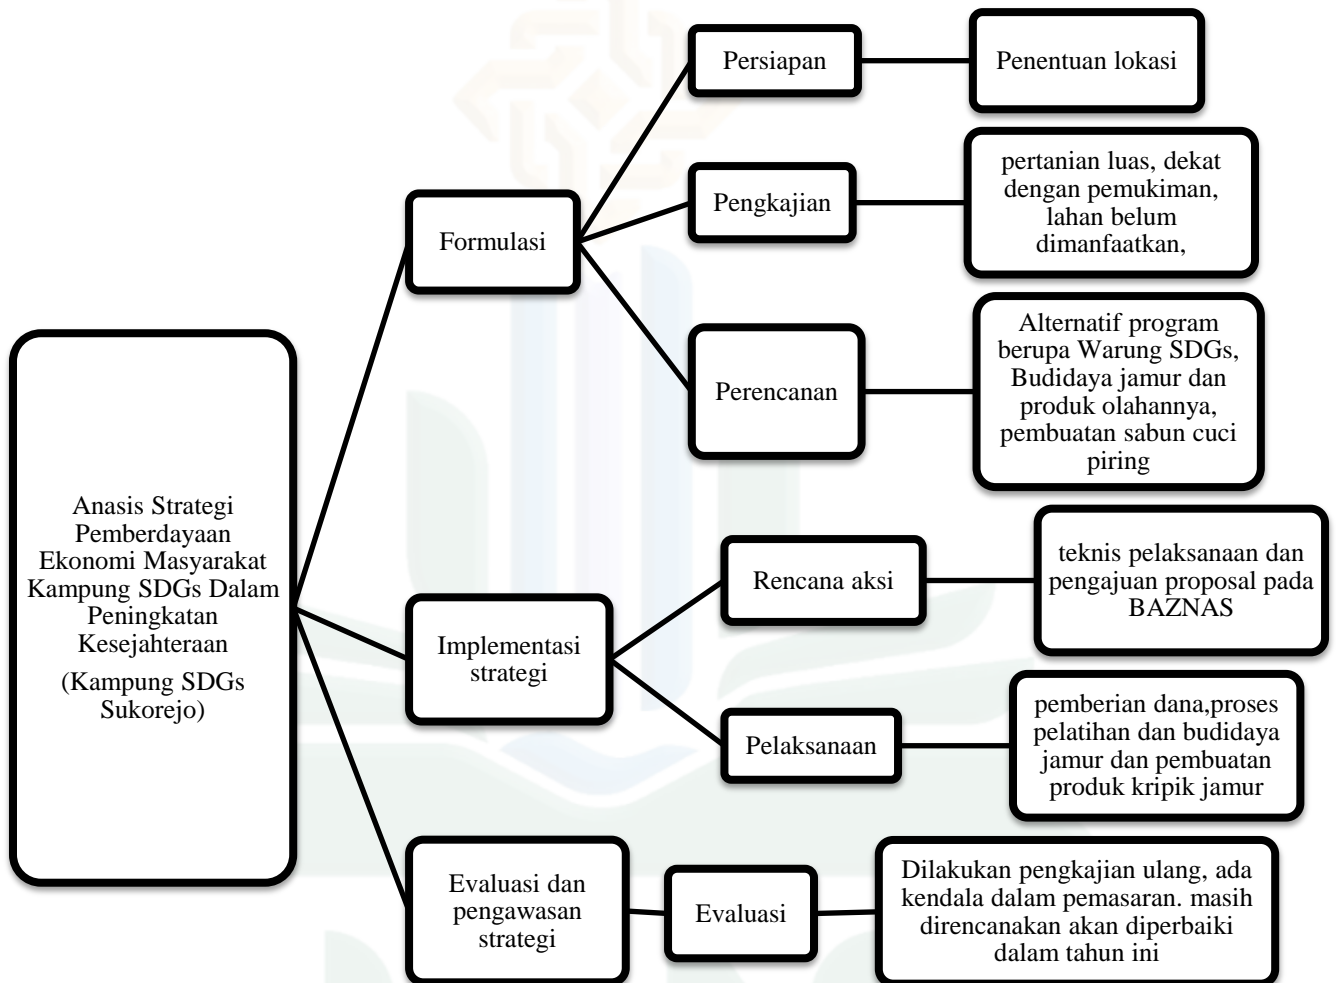 Persiapan
Penentuan lokasi
Pengkajian
pertanian luas, dekat
dengan pemukiman,
lahan belum
dimanfaatkan,
Formulasi
Perencanan
Alternatif program
berupa Warung SDGs,
Budidaya jamur dan
produk olahannya,
pembuatan sabun cuci
piring
Anasis Strategi
Pemberdayaan
Ekonomi Masyarakat
Kampung SDGs Dalam
Peningkatan
Kesejahteraan
(Kampung SDGs
Sukorejo)
Implementasi
strategi
Rencana aksi
teknis pelaksanaan dan
pengajuan proposal pada
BAZNAS
Pelaksanaan
pemberian dana,proses
pelatihan dan budidaya
jamur dan pembuatan
produk kripik jamur
Evaluasi dan
pengawasan
strategi
Evaluasi
Dilakukan pengkajian ulang, ada
kendala dalam pemasaran. masih
direncanakan akan diperbaiki
dalam tahun ini